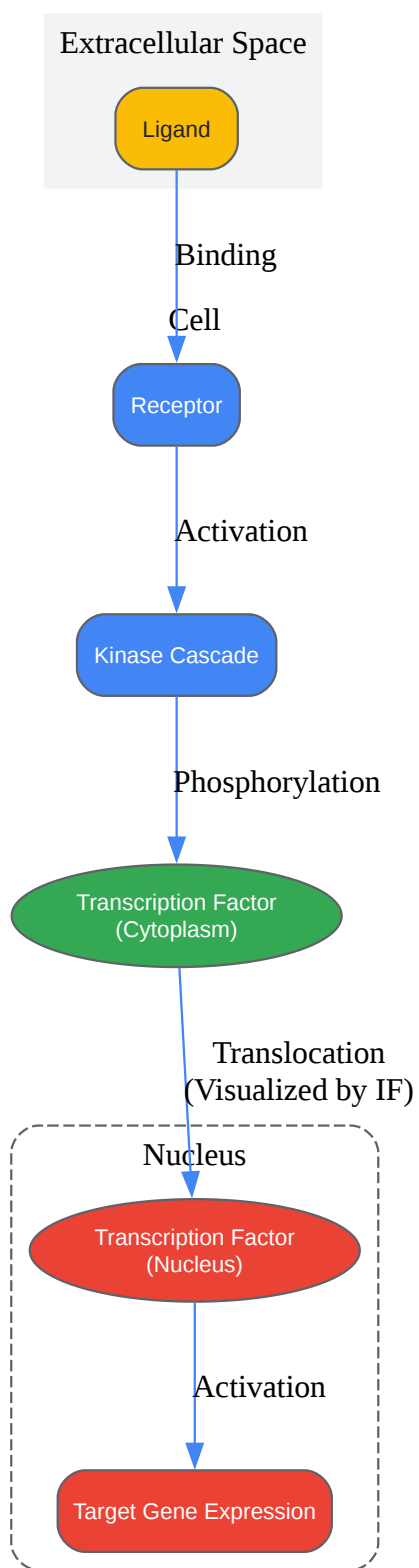 Extracellular Space
Ligand
Binding
Cell
Receptor
Activation
Kinase Cascade
Phosphorylation
Transcription Factor
(Cytoplasm)
Translocation
(Visualized by IF)
Nucleus
Transcription Factor
(Nucleus)
Activation
Target Gene Expression